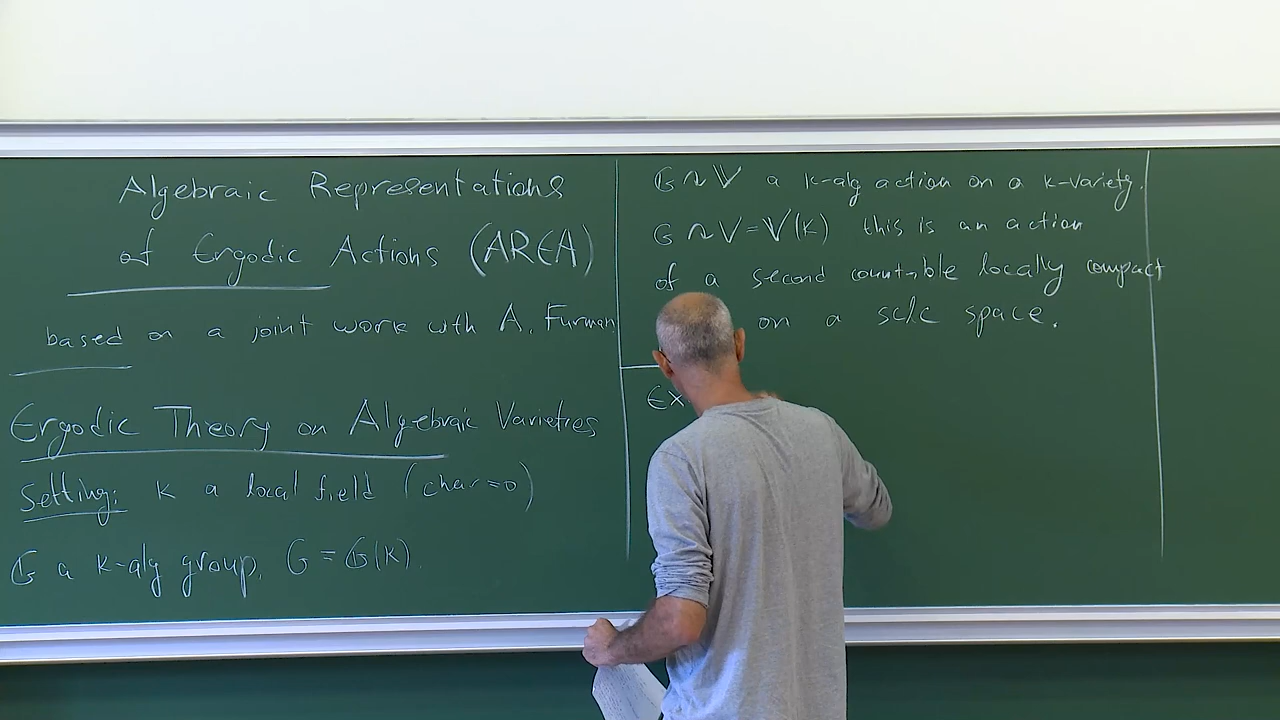 Algebraic Representations
of Ergodic Actions (AREA)
based on a joint work with A. Furman
Ergodic Theory on Algebraic Varieties
Setting: k a local field (char=0)
𝔾 a k-alg group, G = 𝔾(k).
𝔾 ↷ 𝕍 a k-alg action on a k-variety.
G ↷ V = 𝕍(k) this is an action
of a second countable locally compact
on a sclc space.
Ex